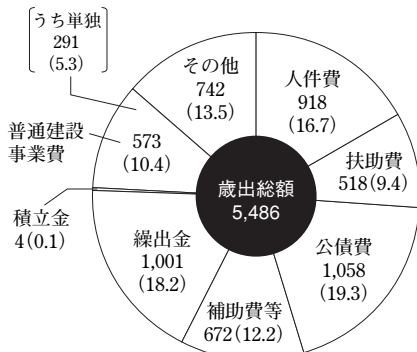 うち単独
291
(5.3)
その他
742
(13.5)
人件費
918
(16.7)
普通建設
事業費
573
(10.4)
扶助費
518(9.4)
歳出総額
5,486
積立金
4(0.1)
繰出金
1,001
(18.2)
公債費
1,058
(19.3)
補助費等
672(12.2)